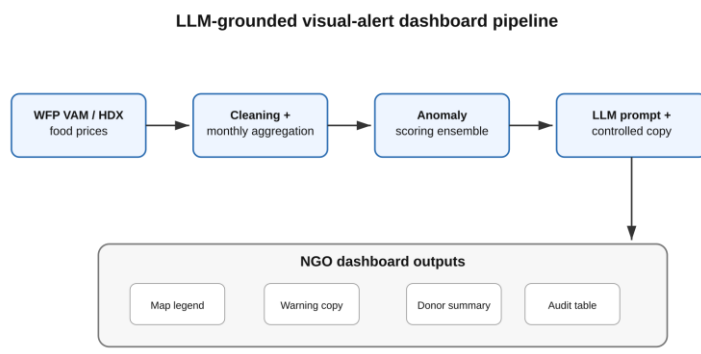 LLM-grounded visual-alert dashboard pipeline
WFP VAM / HDX
food prices
Cleaning +
monthly aggregation
Anomaly
scoring ensemble
LLM prompt +
controlled copy
NGO dashboard outputs
Map legend
Warning copy
Donor summary
Audit table